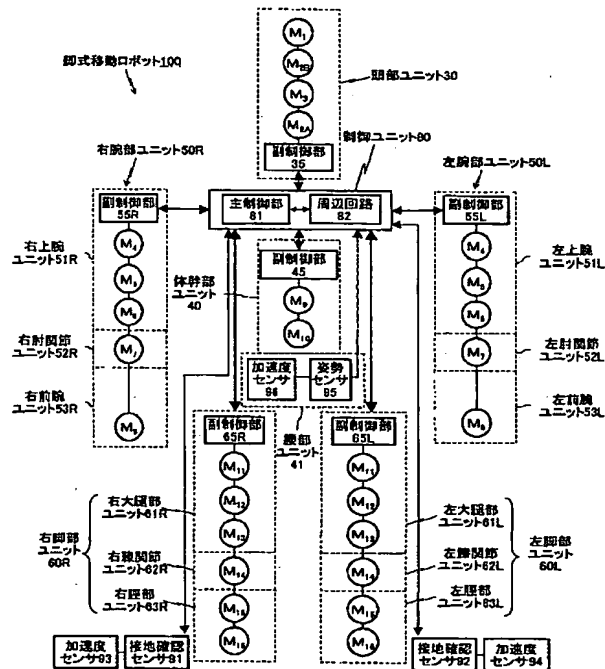 脚式移動ロボット100
M1
M2B
M3
M2A
副制御部
35
頭部ユニット30
制御ユニット80
右腕部ユニット50R
左腕部ユニット50L
副制御部
55R
主制御部
81
周辺回路
82
副制御部
55L
右上腕
ユニット51R
M4
M5
M6
右肘関節
ユニット52R
M7
右前腕
ユニット53R
体幹部
ユニット
40
副制御部
45
M9
M10
M4
M5
M6
左上腕
ユニット51L
M7
左肘関節
ユニット52L
M8
左前腕
ユニット53L
加速度
センサ
姿勢
センサ
95
腰部
ユニット
41
副制御部
65R
副制御部
65L
M11
M12
M13
M14
M15
M16
右大腿部
ユニット61R
右膝関節
ユニット62R
右脛部
ユニット63R
右脚部
ユニット
60R
M11
M12
M13
M14
M15
M16
左大腿部
ユニット61L
左膝関節
ユニット62L
左脛部
ユニット63L
左脚部
ユニット
60L
加速度
センサ93
接地確認
センサ91
接地確認
センサ92
加速度
センサ94